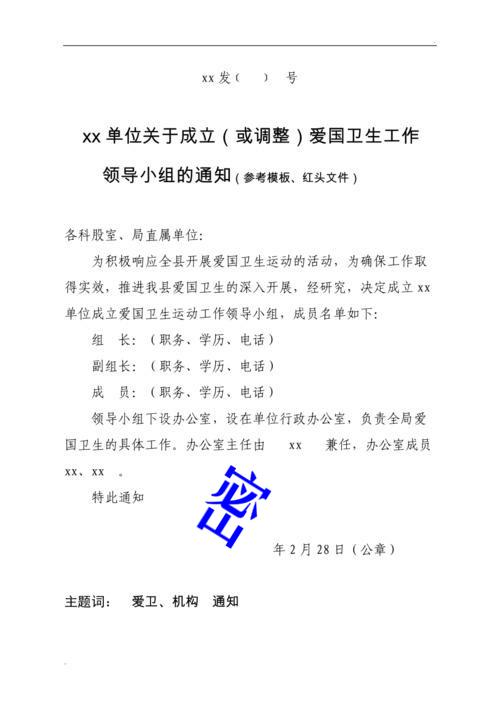 xx发（　）　号
xx单位关于成立（或调整）爱国卫生工作
领导小组的通知（参考模板、红头文件）
各科股室、局直属单位：
为积极响应全县开展爱国卫生运动的活动，为确保工作取
得实效，推进我县爱国卫生的深入开展，经研究，决定成立xx
单位成立爱国卫生运动工作领导小组，成员名单如下：
组　长：（职务、学历、电话）
副组长：（职务、学历、电话）
成　员：（职务、学历、电话）
领导小组下设办公室，设在单位行政办公室，负责全局爱
国卫生的具体工作。办公室主任由　xx　兼任，办公室成员
xx、xx　。
特此通知
密
年2月28日（公章）
主题词：　爱卫、机构　通知